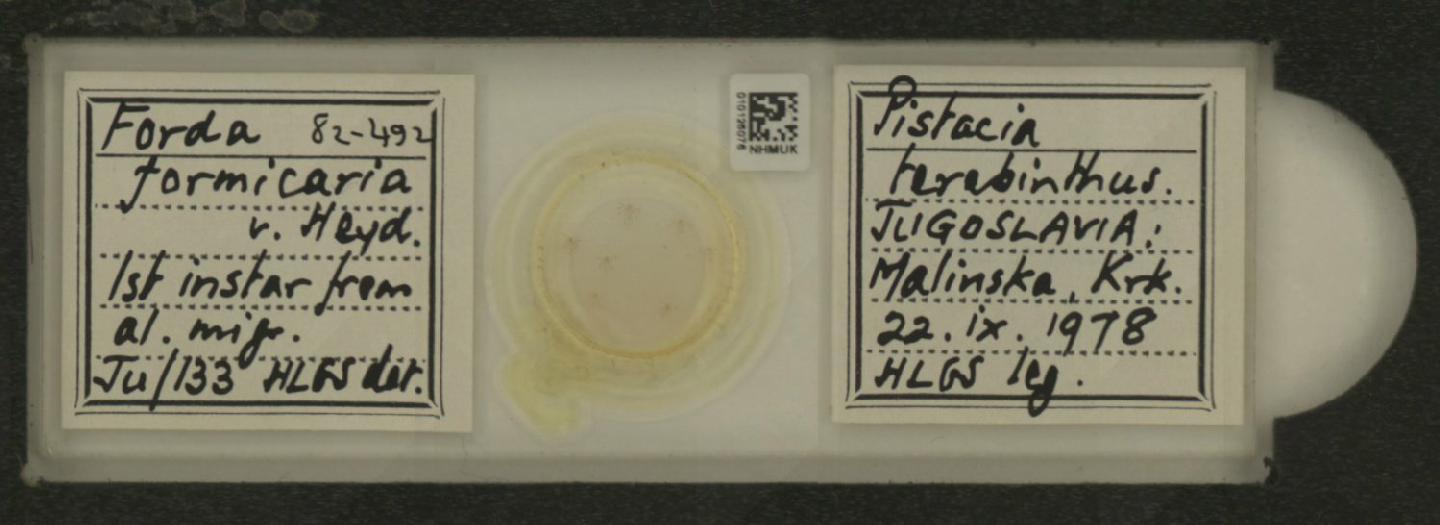 Forda 82-492
formicaria
v. Heyd.
1st instar from
al. migr.
Ju/133 HLGS det.
010126076
NHMUK
Pistacia
terebinthus.
JUGOSLAVIA:
Malinska, Krk.
22. ix. 1978
HLGS leg.